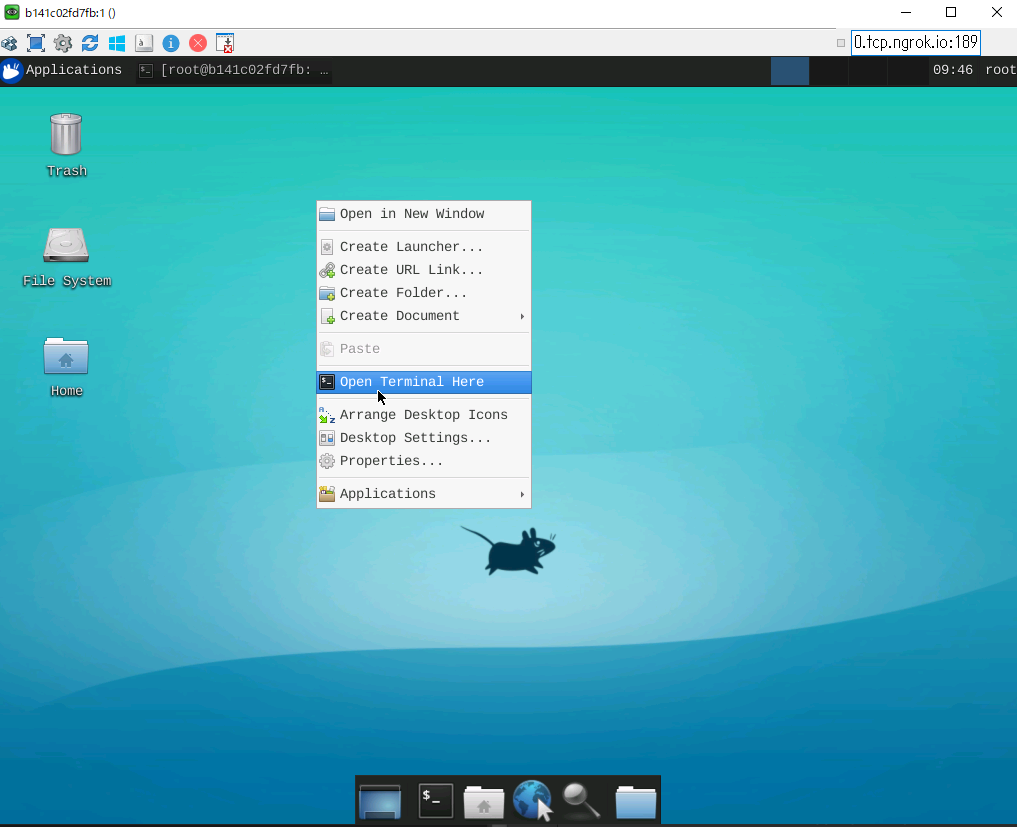 b141c02fd7fb:1 ()
0.tcp.ngrok.io:189
Applications
[root@b141c02fd7fb: …
09:46
root
Trash
File System
Home
Open in New Window
Create Launcher...
Create URL Link...
Create Folder...
Create Document
Paste
Open Terminal Here
Arrange Desktop Icons
Desktop Settings...
Properties...
Applications
$_